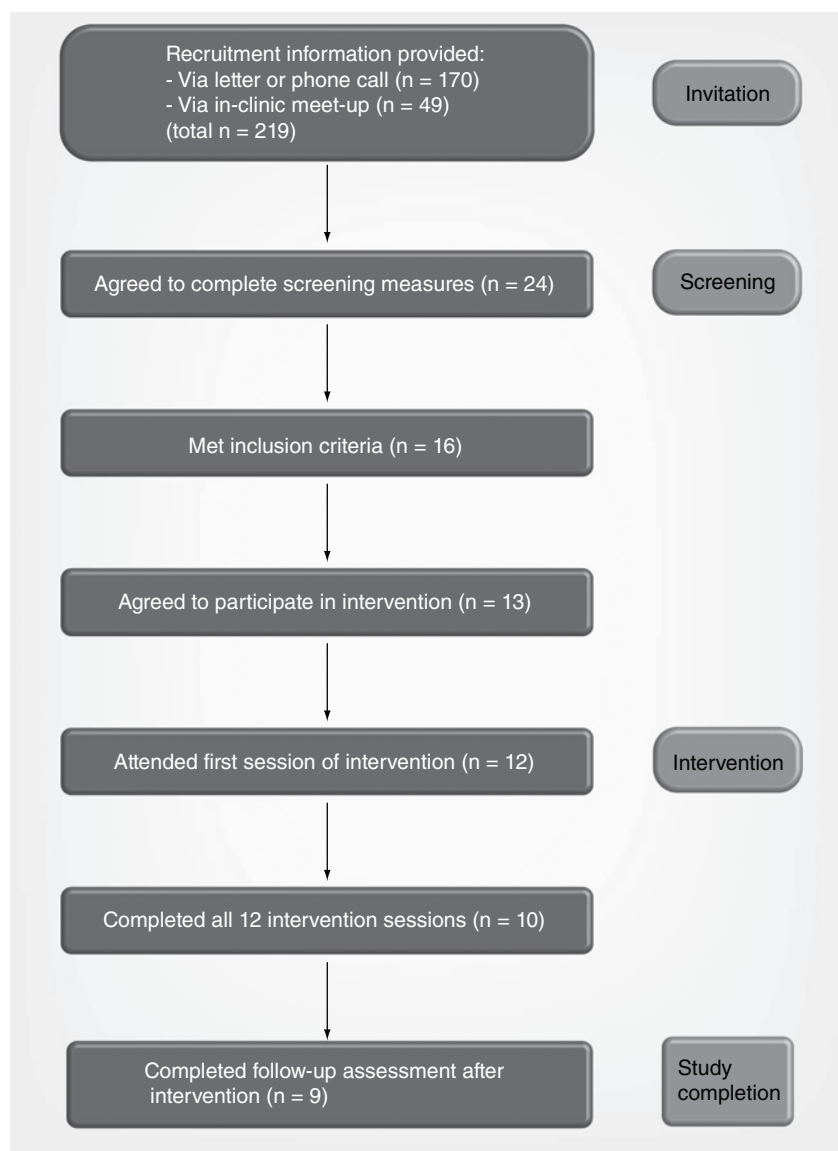 Recruitment information provided:
- Via letter or phone call (n = 170)
- Via in-clinic meet-up (n = 49)
(total n = 219)
Invitation
Agreed to complete screening measures (n = 24)
Screening
Met inclusion criteria (n = 16)
Agreed to participate in intervention (n = 13)
Attended first session of intervention (n = 12)
Intervention
Completed all 12 intervention sessions (n = 10)
Completed follow-up assessment after
intervention (n = 9)
Study
completion